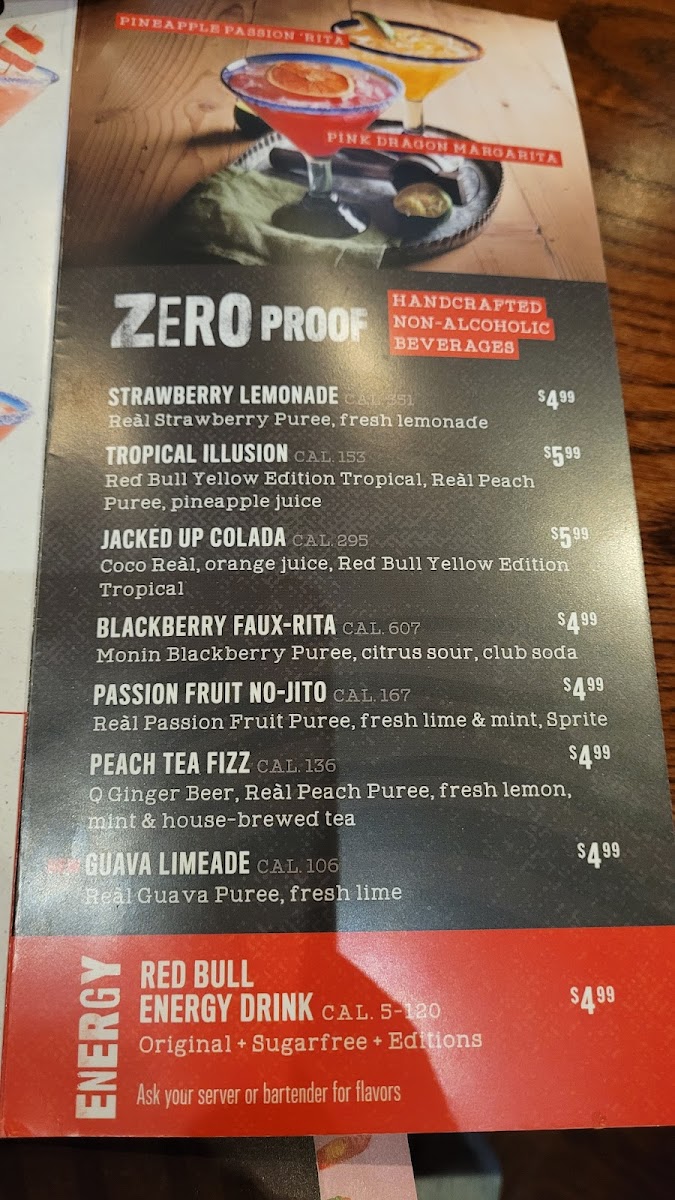 PINEAPPLE PASSION 'RITA
PINK DRAGON MARGARITA
ZERO PROOF
HANDCRAFTED
NON-ALCOHOLIC
BEVERAGES
STRAWBERRY LEMONADE CAL. 351 $4.99
Reàl Strawberry Puree, fresh lemonade
TROPICAL ILLUSION CAL. 153 $5.99
Red Bull Yellow Edition Tropical, Reàl Peach
Puree, pineapple juice
JACKED UP COLADA CAL. 295 $5.99
Coco Reàl, orange juice, Red Bull Yellow Edition
Tropical
BLACKBERRY FAUX-RITA CAL. 607 $4.99
Monin Blackberry Puree, citrus sour, club soda
PASSION FRUIT NO-JITO CAL. 167 $4.99
Reàl Passion Fruit Puree, fresh lime & mint, Sprite
PEACH TEA FIZZ CAL. 136 $4.99
Q Ginger Beer, Reàl Peach Puree, fresh lemon,
mint & house-brewed tea
GUAVA LIMEADE CAL. 106 $4.99
Reàl Guava Puree, fresh lime
ENERGY
RED BULL
ENERGY DRINK CAL. 5-120 $4.99
Original + Sugarfree + Editions
Ask your server or bartender for flavors